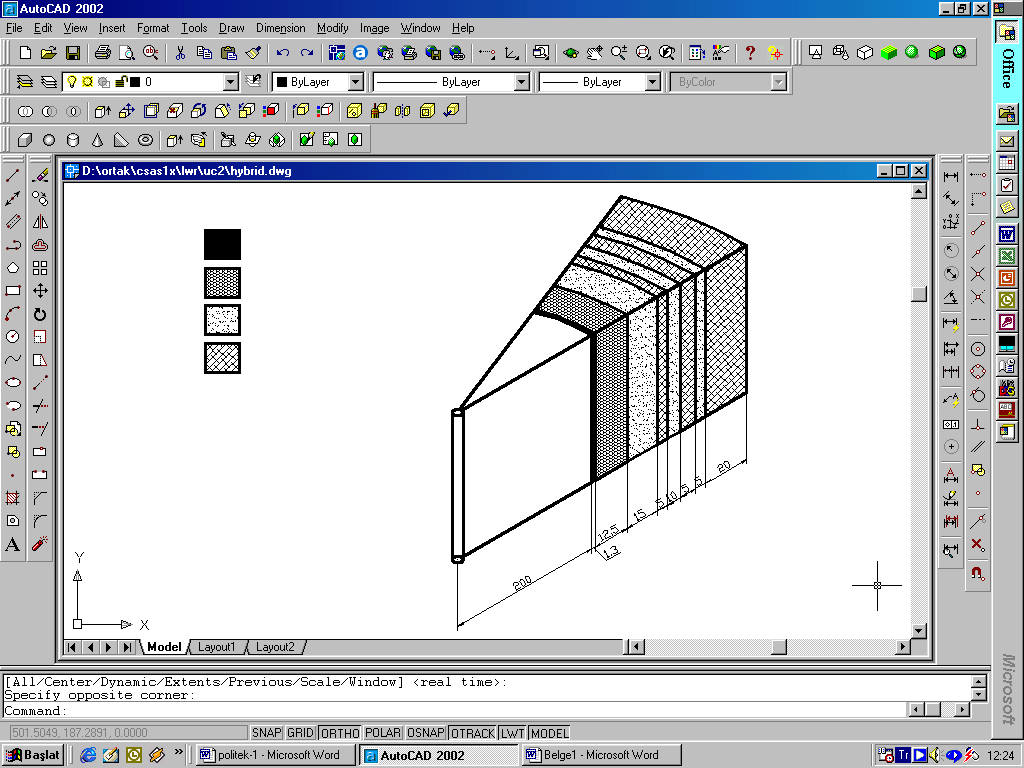 AutoCAD 2002
File Edit View Insert Format Tools Draw Dimension Modify Image Window Help
0 ByLayer ByLayer ByLayer ByColor
Office
D:\ortak\csas1x\lwr\uc2\hybrid.dwg
20
5
5
10
5
15
12.5
1.3
200
Y
X
Model Layout1 Layout2
[All/Center/Dynamic/Extents/Previous/Scale/Window] <real time>:
Specify opposite corner:
Command:
501.5049, 187.2891, 0.0000 SNAP GRID ORTHO POLAR OSNAP OTRACK LWT MODEL
Microsoft
Başlat politek-1 - Microsoft Word AutoCAD 2002 Belge1 - Microsoft Word Tr 12:24